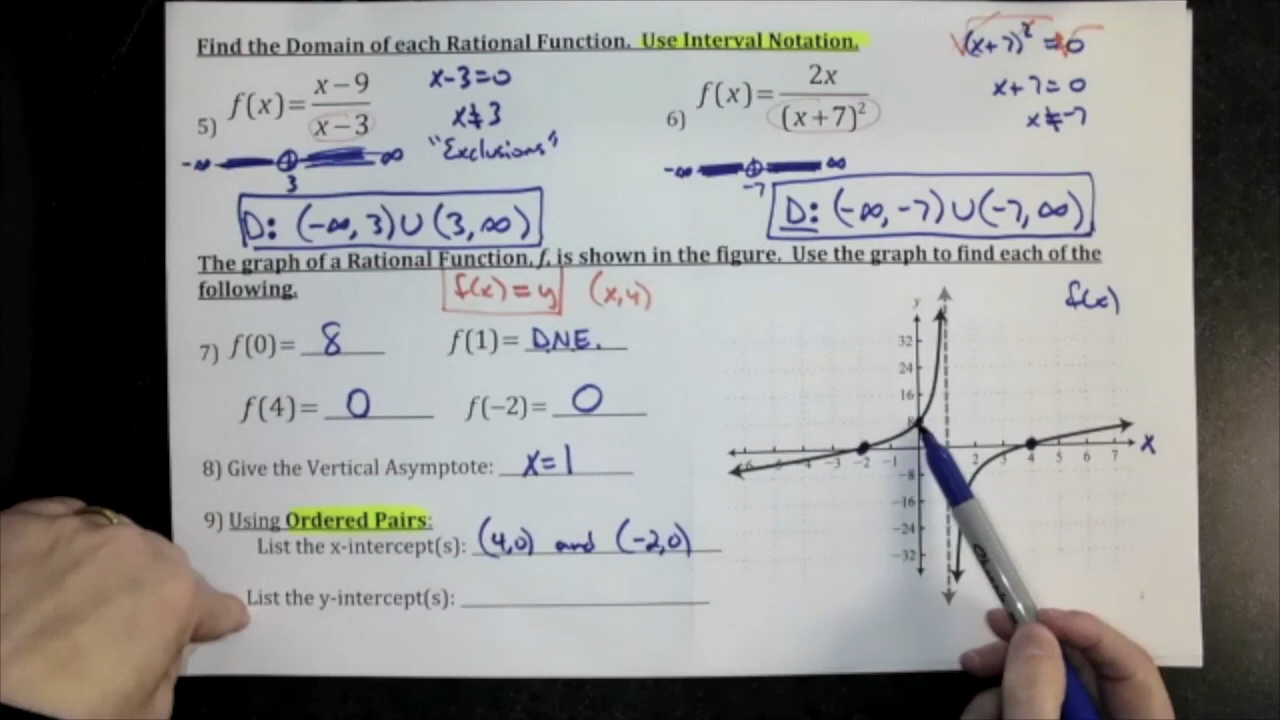 Find the Domain of each Rational Function. Use Interval Notation.
5) f(x)= x−9 / x−3
x-3=0
x≠3
"Exclusions"
-∞ ∞
3
D: (-∞, 3)∪(3, ∞)
6) f(x)= 2x / (x+7)²
√(x+7)² = √0
x+7=0
x≠-7
-∞ ∞
-7
D: (-∞, -7)∪(-7, ∞)
The graph of a Rational Function, f, is shown in the figure. Use the graph to find each of the
following.
f(x)=y (x,y)
7) f(0)= 8 f(1)= D.N.E.
f(4)= 0 f(−2)= 0
8) Give the Vertical Asymptote: x=1
9) Using Ordered Pairs:
List the x-intercept(s): (4,0) and (-2,0)
List the y-intercept(s):
f(x)
y
32
24
16
−3 −2 −1 2 3 4 5 6 7 x
−8
−16
−24
−32